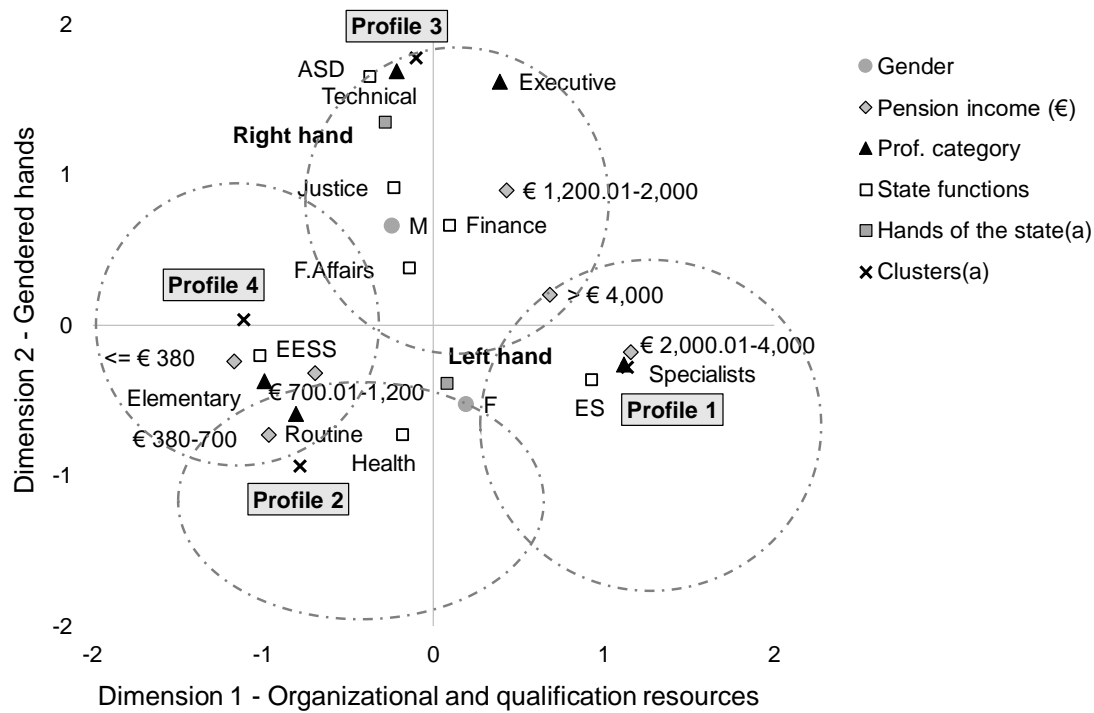 2
Profile 3
ASD
Technical
Executive
Right hand
1
Justice
€ 1,200.01-2,000
M
Finance
F.Affairs
Profile 4
> € 4,000
0
<= € 380
EESS
Left hand
€ 2,000.01-4,000
Specialists
Elementary
€ 700.01-1,200
F
ES
Profile 1
€ 380-700
Routine
Health
-1
Profile 2
-2
-2
-1
0
1
2
Dimension 1 - Organizational and qualification resources
Dimension 2 - Gendered hands
Gender
Pension income (€)
Prof. category
State functions
Hands of the state(a)
Clusters(a)